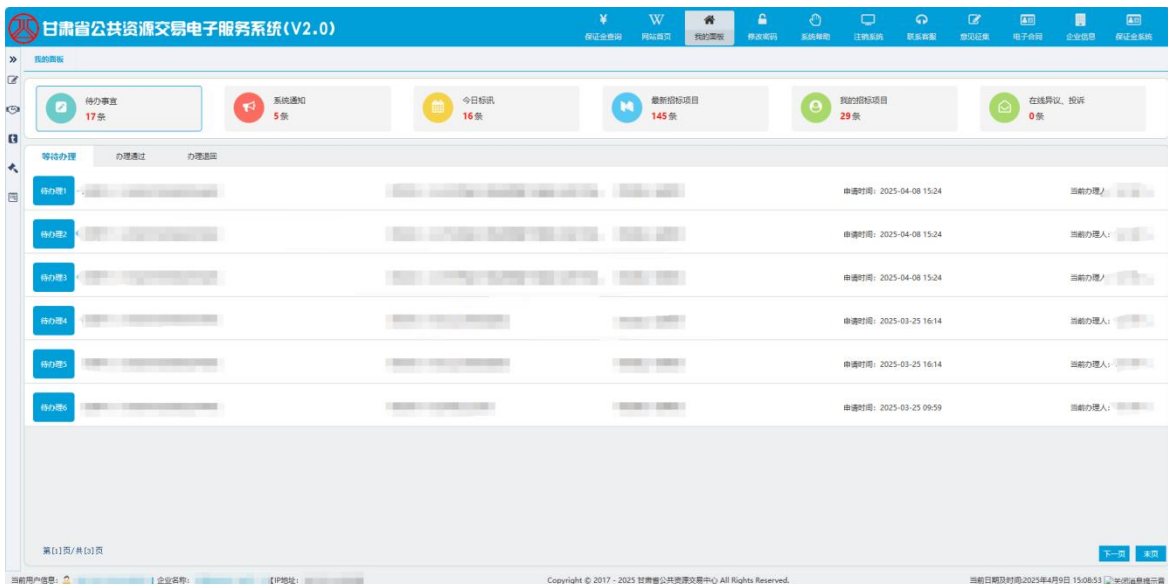 甘肃省公共资源交易电子服务系统(V2.0)
保证金查询 网站首页 我的面板 修改密码 系统帮助 注销系统 联系客服 意见征集 电子合同 企业信息 保证金系统
我的面板
待办事宜 17条
系统通知 5条
今日标讯 16条
最新招标项目 145条
我的招标项目 29条
在线异议、投诉 0条
等待办理 办理通过 办理退回
待办理1 申请时间：2025-04-08 15:24 当前办理人
待办理2 申请时间：2025-04-08 15:24 当前办理人：
待办理3 申请时间：2025-04-08 15:24 当前办理人
待办理4 申请时间：2025-03-25 16:14 当前办理人：
待办理5 申请时间：2025-03-25 16:14 当前办理人：
待办理6 申请时间：2025-03-25 09:59 当前办理人：
第[1]页/共[3]页 下一页 末页
当前用户信息： 】企业名称： 【IP地址： Copyright © 2017 - 2025 甘肃省公共资源交易中心 All Rights Reserved. 当前日期及时间:2025年4月9日 15:08:53 关闭消息提示音